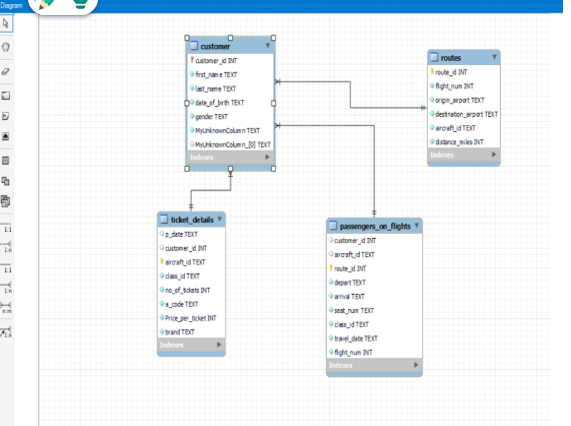 Diagram
customer
customer_id INT
first_name TEXT
last_name TEXT
date_of_birth TEXT
gender TEXT
MyUnknownColumn TEXT
MyUnknownColumn_[0] TEXT
Indexes
routes
route_id INT
flight_num INT
origin_airport TEXT
destination_airport TEXT
aircraft_id TEXT
distance_miles INT
Indexes
ticket_details
p_date TEXT
customer_id INT
aircraft_id TEXT
class_id TEXT
no_of_tickets INT
a_code TEXT
Price_per_ticket INT
brand TEXT
Indexes
passengers_on_flights
customer_id INT
aircraft_id TEXT
route_id INT
depart TEXT
arrival TEXT
seat_num TEXT
class_id TEXT
travel_date TEXT
flight_num INT
Indexes
1:1
1:n
1:1
1:n
n:m
1:n